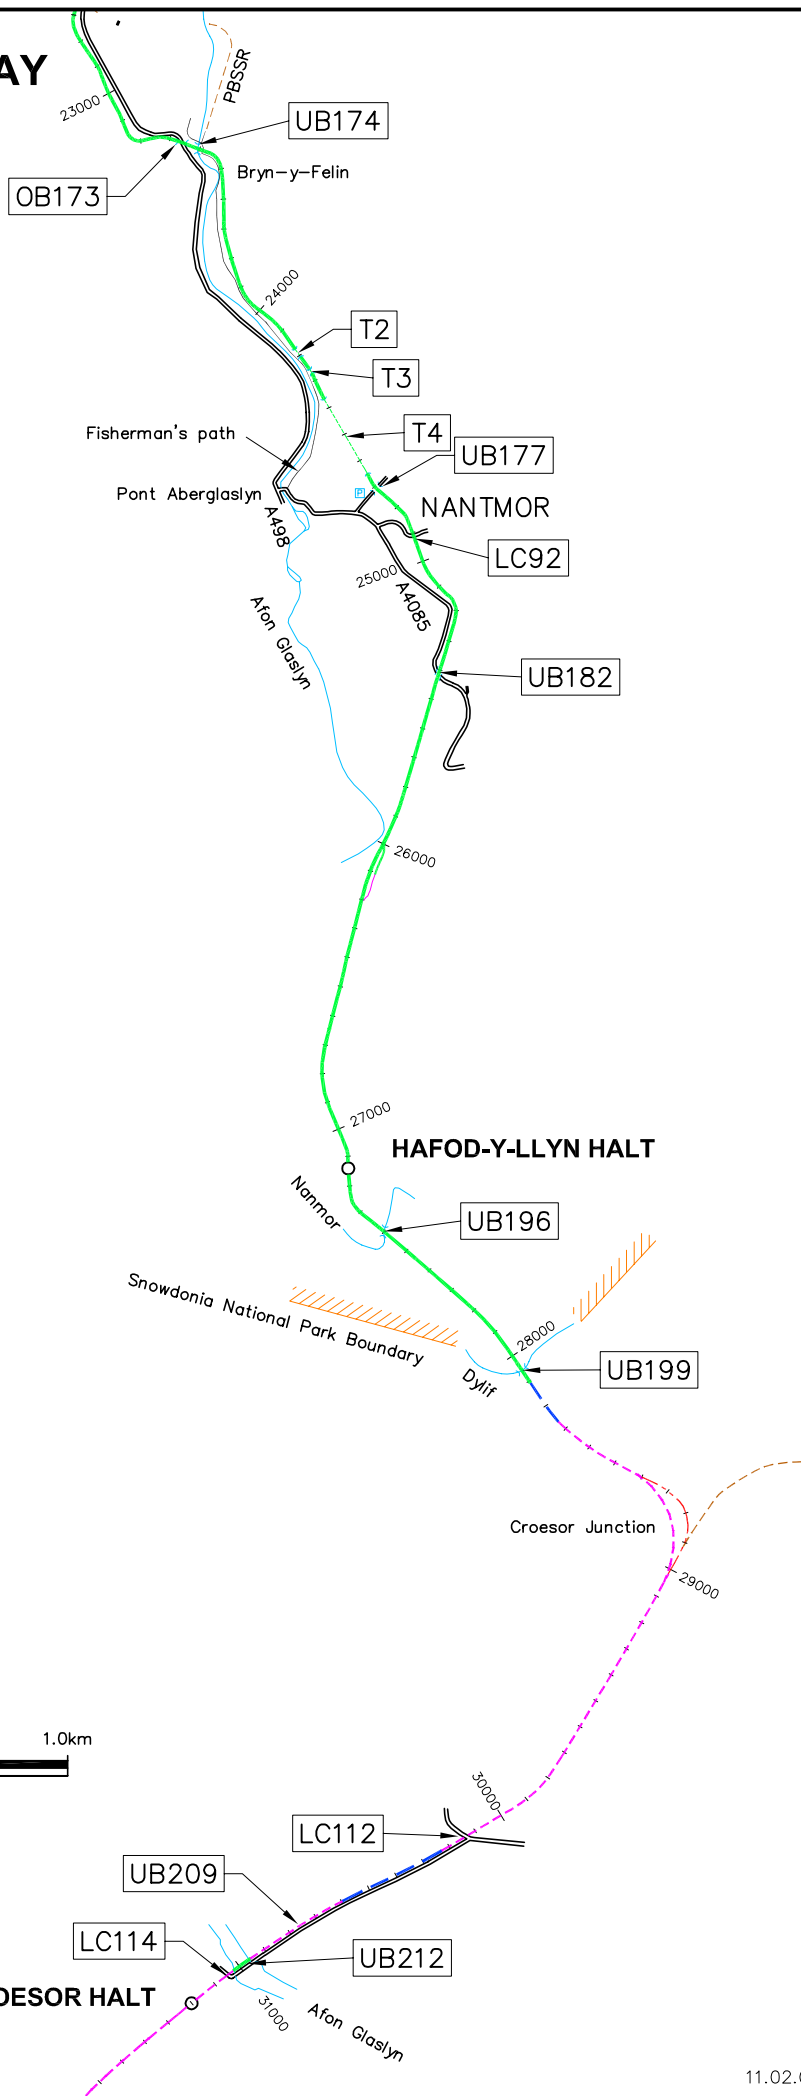 AY
PBSSR
23000
UB174
OB173
Bryn-y-Felin
24000
T2
T3
T4
Fisherman's path
UB177
Pont Aberglaslyn
P
NANTMOR
A498
LC92
25000
A4085
Afon Glaslyn
UB182
26000
27000
HAFOD-Y-LLYN HALT
Nanmor
UB196
Snowdonia National Park Boundary
28000
UB199
Dylif
Croesor Junction
29000
1.0km
30000
LC112
UB209
LC114
UB212
OESOR HALT
31000
Afon Glaslyn
11.02.0